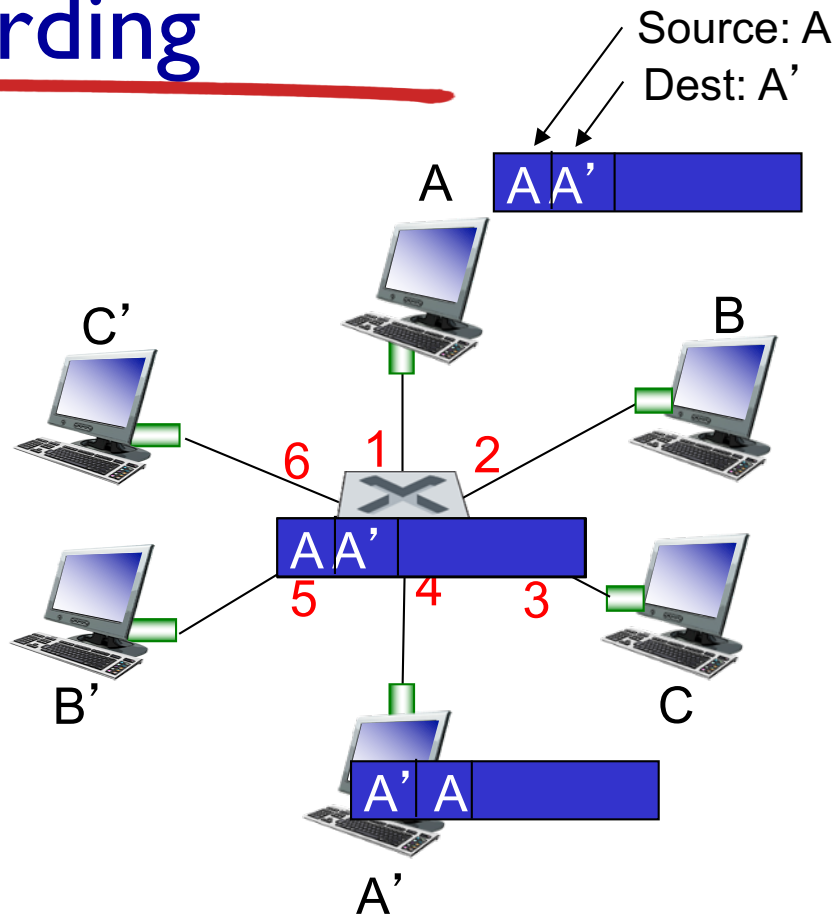 rding
Source: A
Dest: A’
A A’
A
C’
B
6 1 2
A A’
5 4 3
B’
C
A’ A
A’